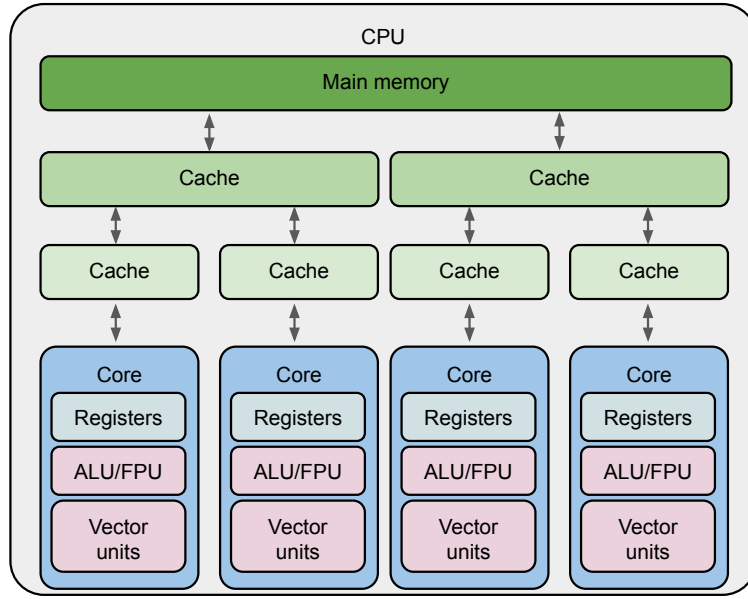 CPU
Main memory
Cache
Cache
Cache
Cache
Cache
Cache
Core
Core
Core
Core
Registers
Registers
Registers
Registers
ALU/FPU
ALU/FPU
ALU/FPU
ALU/FPU
Vector
units
Vector
units
Vector
units
Vector
units